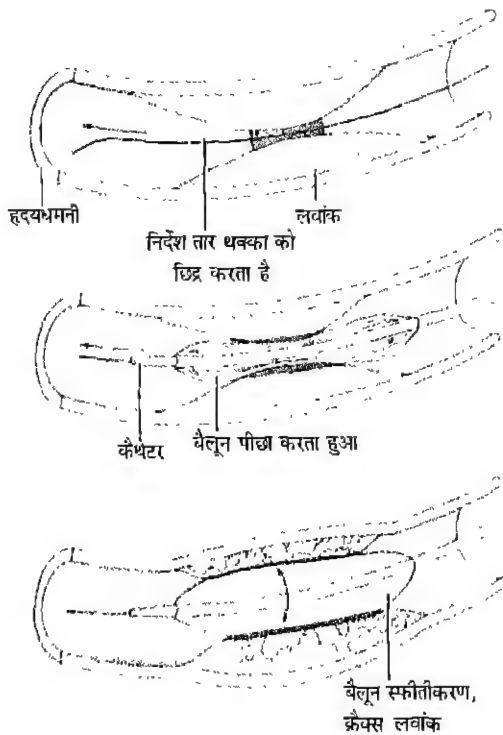 हृदयधमनी
लवांक
निर्देश तार थक्का को
छिद्र करता है
कैथेटर
बैलून पीछा करता हुआ
बैलून स्फीतीकरण,
क्रैक्स लवांक